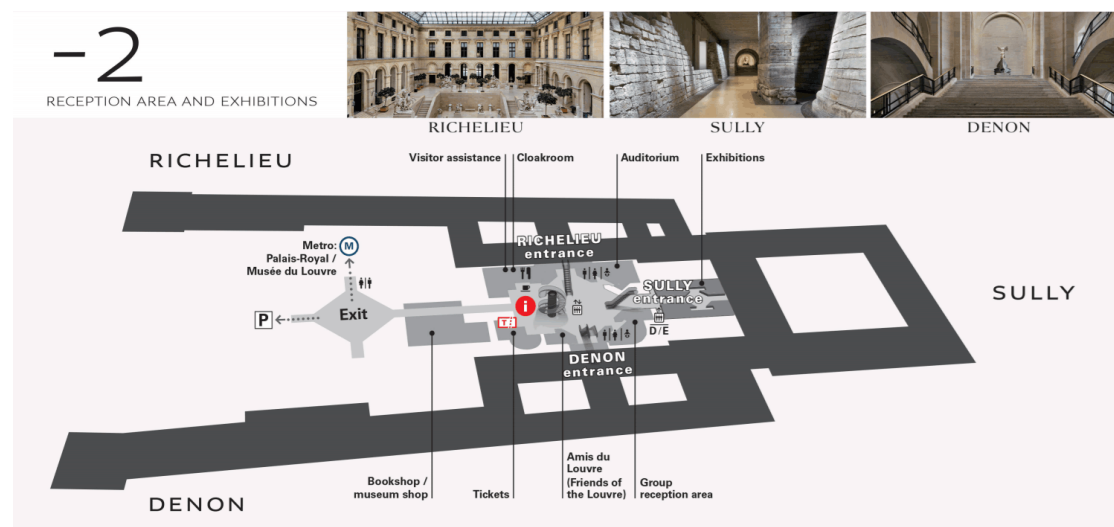 -2
RECEPTION AREA AND EXHIBITIONS
RICHELIEU
SULLY
DENON
RICHELIEU
Visitor assistance
Cloakroom
Auditorium
Exhibitions
Metro:
Palais-Royal /
Musée du Louvre
M
RICHELIEU
entrance
SULLY
entrance
SULLY
i
P
Exit
T
D/E
DENON
entrance
Bookshop /
museum shop
Tickets
Amis du
Louvre
(Friends of
the Louvre)
Group
reception area
DENON